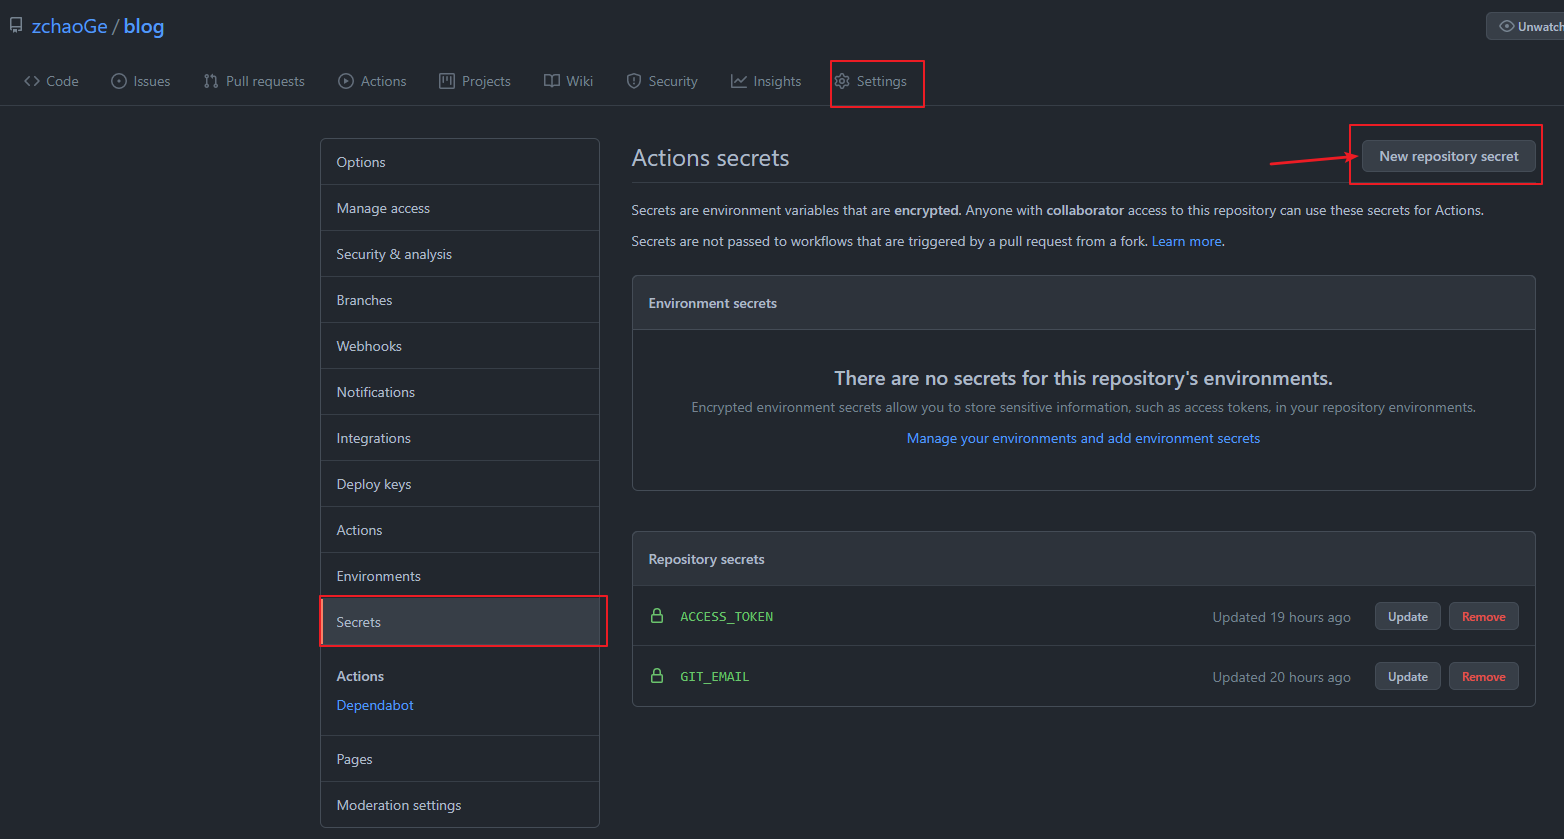 zchaoGe / blog
Unwatch
Code
Issues
Pull requests
Actions
Projects
Wiki
Security
Insights
Settings
Options
Manage access
Security & analysis
Branches
Webhooks
Notifications
Integrations
Deploy keys
Actions
Environments
Secrets
Actions
Dependabot
Pages
Moderation settings
Actions secrets
New repository secret
Secrets are environment variables that are encrypted. Anyone with collaborator access to this repository can use these secrets for Actions.
Secrets are not passed to workflows that are triggered by a pull request from a fork. Learn more.
Environment secrets
There are no secrets for this repository's environments.
Encrypted environment secrets allow you to store sensitive information, such as access tokens, in your repository environments.
Manage your environments and add environment secrets
Repository secrets
ACCESS_TOKEN
Updated 19 hours ago
Update
Remove
GIT_EMAIL
Updated 20 hours ago
Update
Remove